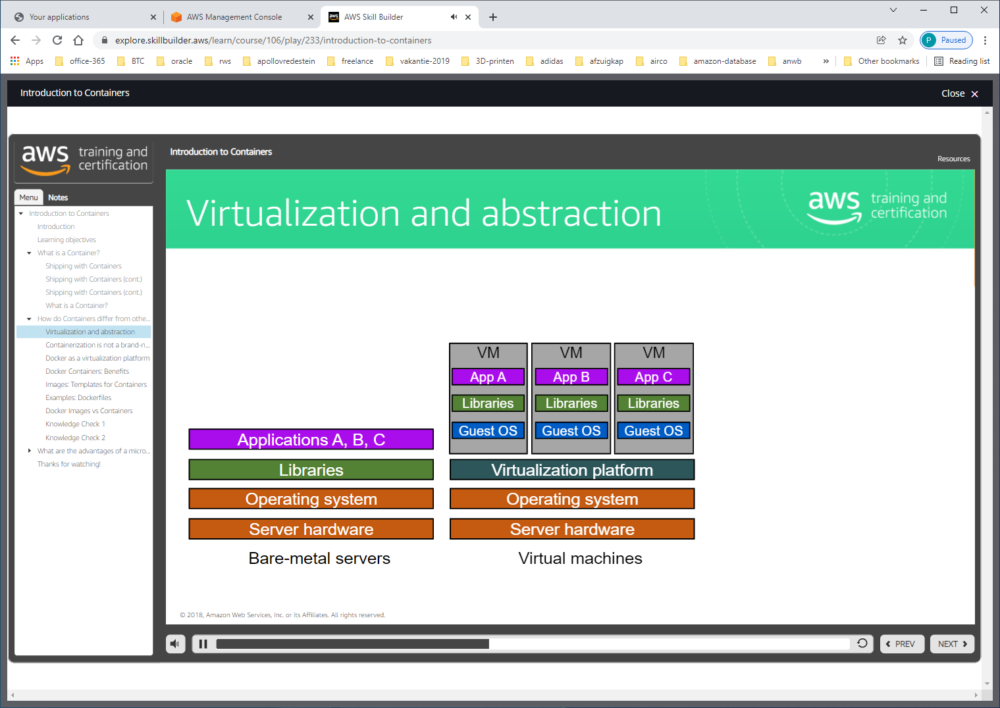 Your applications
AWS Management Console
AWS Skill Builder
explore.skillbuilder.aws/learn/course/106/play/233/introduction-to-containers
P Paused
Apps office-365 BTC oracle rws apollovredestein freelance vakantie-2019 3D-printen adidas afzuigkap airco amazon-database anwb » Other bookmarks Reading list
Introduction to Containers
Close ×
aws training and
certification
Introduction to Containers
Resources
Menu Notes
Introduction to Containers
Introduction
Learning objectives
What is a Container?
Shipping with Containers
Shipping with Containers (cont.)
Shipping with Containers (cont.)
What is a Container?
How do Containers differ from othe...
Virtualization and abstraction
Containerization is not a brand-n...
Docker as a virtualization platform
Docker Containers: Benefits
Images: Templates for Containers
Examples: Dockerfiles
Docker Images vs Containers
Knowledge Check 1
Knowledge Check 2
What are the advantages of a micro...
Thanks for watching!
Virtualization and abstraction
aws training and
certification
Applications A, B, C
Libraries
Operating system
Server hardware
Bare-metal servers
VM VM VM
App A App B App C
Libraries Libraries Libraries
Guest OS Guest OS Guest OS
Virtualization platform
Operating system
Server hardware
Virtual machines
© 2018, Amazon Web Services, Inc. or its Affiliates. All rights reserved.
PREV NEXT